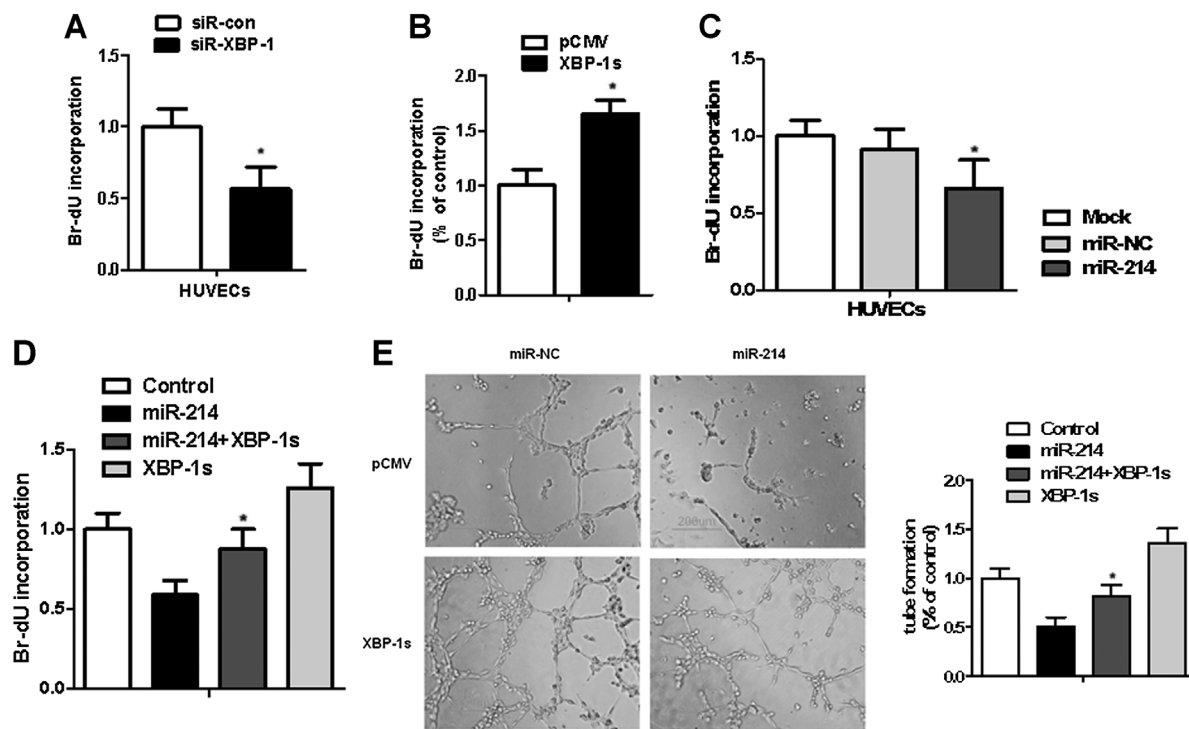 A
siR-con
siR-XBP-1
Br-dU incorporation
1.5
1.0
0.5
0.0
*
HUVECs
B
pCMV
XBP-1s
Br-dU incorporation
(% of control)
2.0
1.5
1.0
0.5
0.0
*
C
Br-dU incorporation
1.5
1.0
0.5
0.0
*
HUVECs
Mock
miR-NC
miR-214
D
Control
miR-214
miR-214+XBP-1s
XBP-1s
Br-dU incorporation
1.5
1.0
0.5
0.0
*
E
miR-NC
miR-214
pCMV
XBP-1s
200um
Control
miR-214
miR-214+XBP-1s
XBP-1s
tube formation
(% of control)
2.0
1.5
1.0
0.5
0.0
*